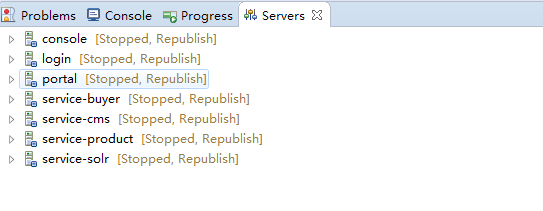 Problems Console Progress Servers
console [Stopped, Republish]
login [Stopped, Republish]
portal [Stopped, Republish]
service-buyer [Stopped, Republish]
service-cms [Stopped, Republish]
service-product [Stopped, Republish]
service-solr [Stopped, Republish]